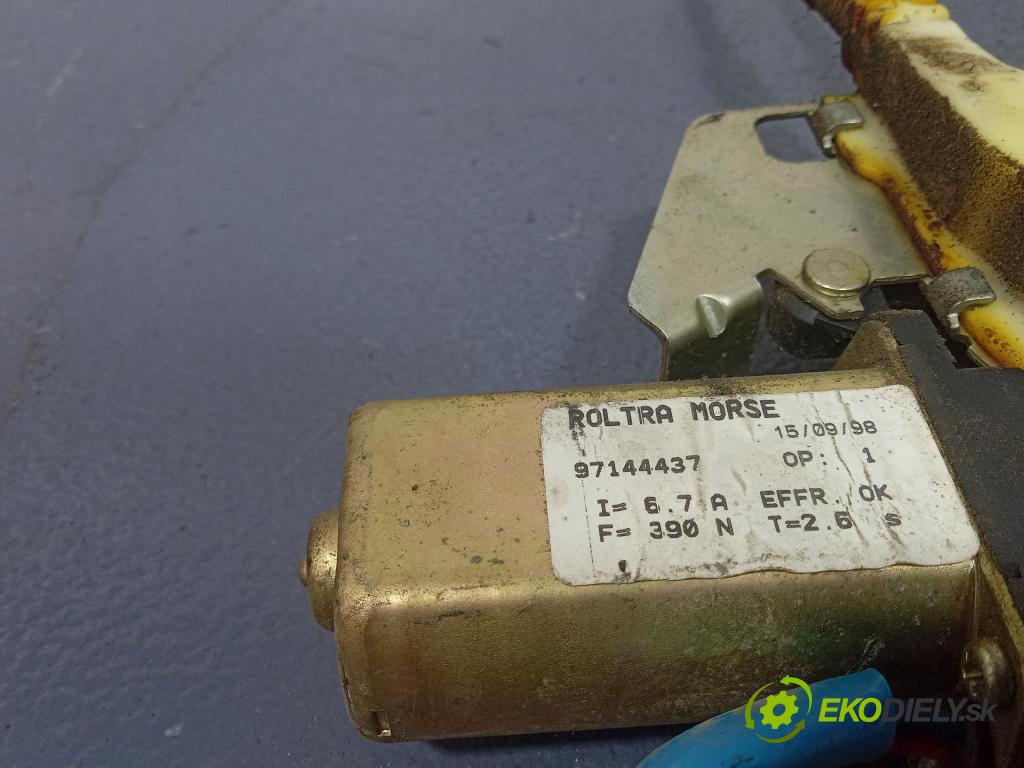 ROLTRA MORSE
15/09/98
97144437 OP: 1
I= 6.7 A EFFR. OK
F= 390 N T=2.6 s
EKODIELY.sk